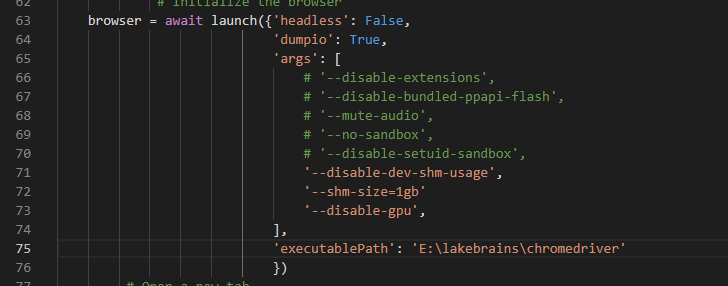 62 # Initialize the browser
63 browser = await launch({'headless': False,
64 'dumpio': True,
65 'args': [
66 # '--disable-extensions',
67 # '--disable-bundled-ppapi-flash',
68 # '--mute-audio',
69 # '--no-sandbox',
70 # '--disable-setuid-sandbox',
71 '--disable-dev-shm-usage',
72 '--shm-size=1gb'
73 '--disable-gpu',
74 ],
75 'executablePath': 'E:\lakebrains\chromedriver'
76 })
77 # Open a new tab